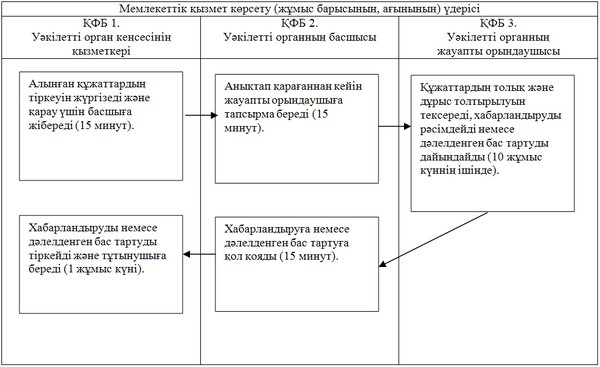 Мемлекеттік қызмет көрсету (жұмыс барысының, ағынының) үдерісі
ҚФБ 1.
Уәкілетті орган кеңсесінің
қызметкері
ҚФБ 2.
Уәкілетті органның басшысы
ҚФБ 3.
Уәкілетті органның
жауапты орындаушысы
Алынған құжаттардың
тіркеуін жүргізеді және
қарау үшін басшыға
жібереді (15 минут).
Анықтап қарағаннан кейін
жауапты орындаушыға
тапсырма береді (15
минут).
Құжаттардың толық және
дұрыс толтырылуын
тексереді, хабарландыруды
рәсімдейді немесе
дәлелденген бас тартуды
дайындайды (10 жұмыс
күннің ішінде).
Хабарландыруды немесе
дәлелденген бас тартуды
тіркейді және тұтынушыға
береді (1 жұмыс күні).
Хабарландыруға немесе
дәлелденген бас тартуға
қол қояды (15 минут).